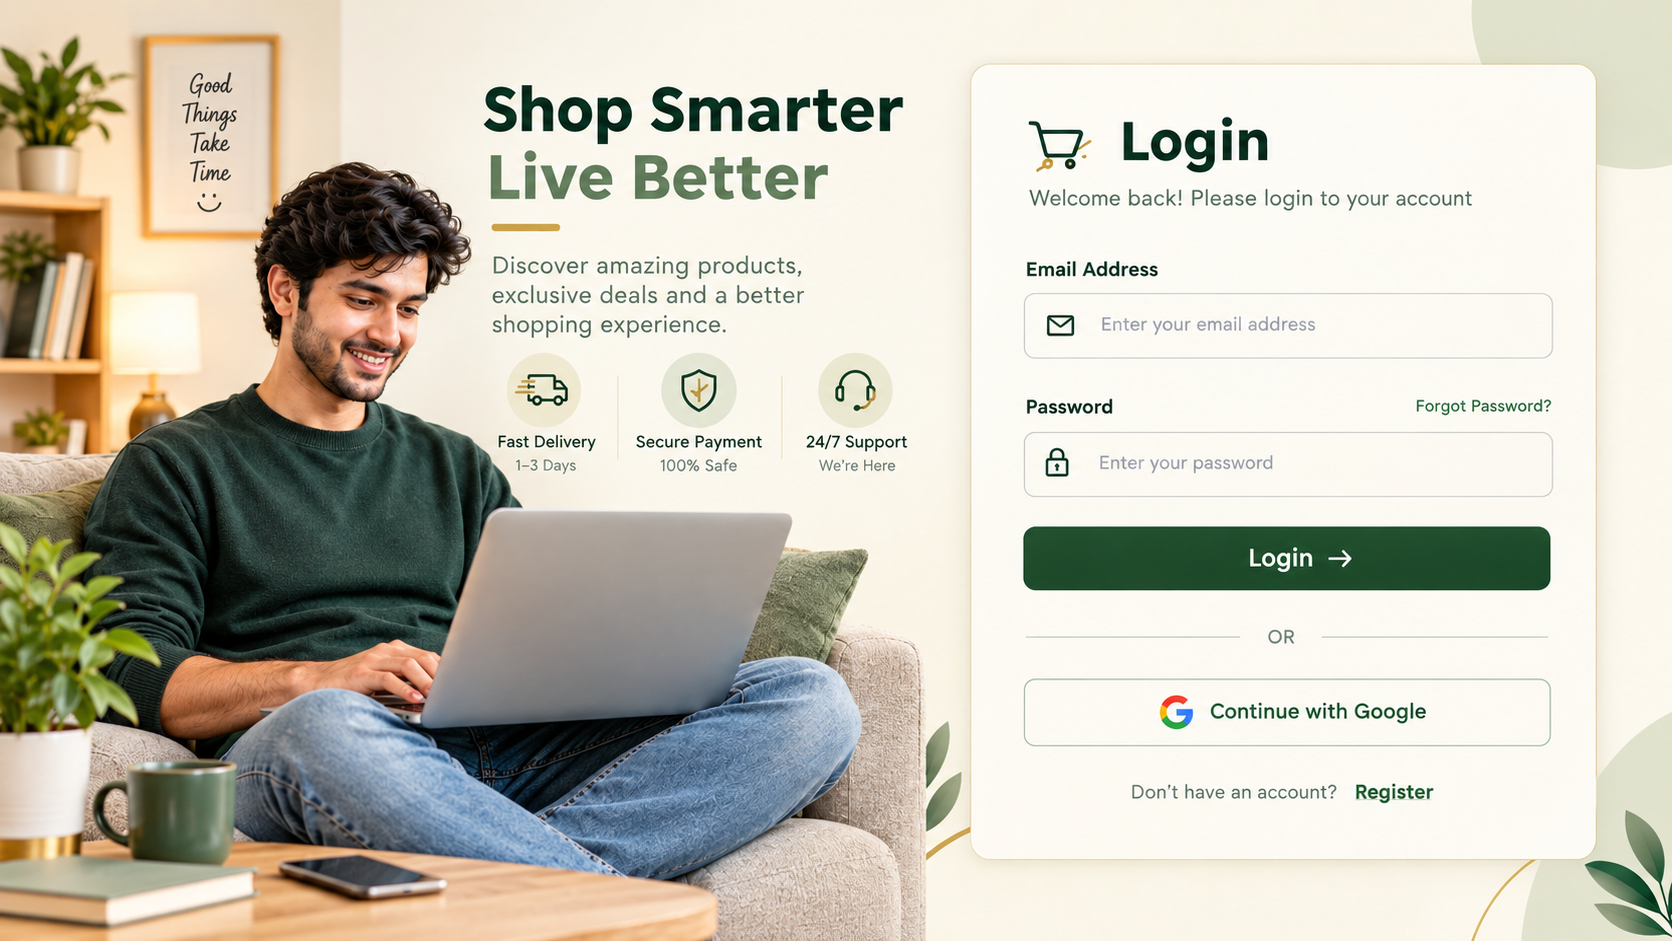 Good
Things
Take
Time
Shop Smarter
Live Better
Discover amazing products,
exclusive deals and a better
shopping experience.
Fast Delivery
1–3 Days
Secure Payment
100% Safe
24/7 Support
We're Here
Login
Welcome back! Please login to your account
Email Address
Enter your email address
Password
Forgot Password?
Enter your password
Login →
OR
Continue with Google
Don't have an account? Register